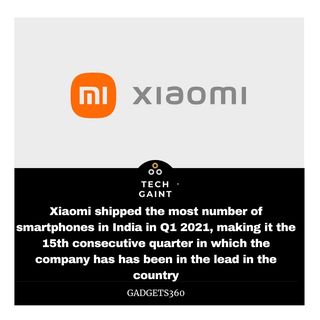 mi xiaomi
TECH
GAINT
Xiaomi shipped the most number of
smartphones in India in Q1 2021, making it the
15th consecutive quarter in which the
company has has been in the lead in the
country
GADGETS360